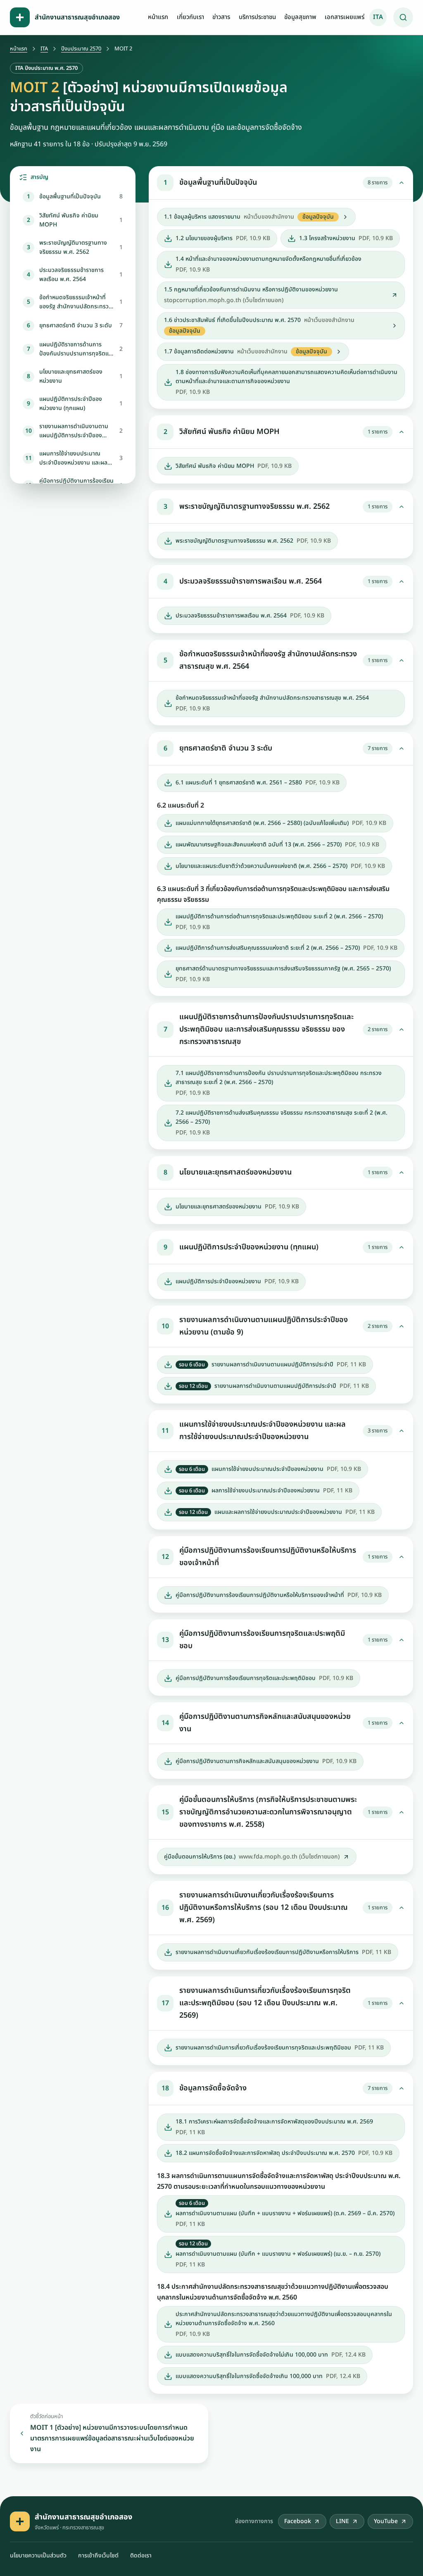 สำนักงานสาธารณสุขอำเภอสอง
หน้าแรก เกี่ยวกับเรา ข่าวสาร บริการประชาชน ข้อมูลสุขภาพ เอกสารเผยแพร่ ITA
หน้าแรก > ITA > ปีงบประมาณ 2570 > MOIT 2
ITA ปีงบประมาณ พ.ศ. 2570
MOIT 2 [ตัวอย่าง] หน่วยงานมีการเปิดเผยข้อมูล
ข่าวสารที่เป็นปัจจุบัน
ข้อมูลพื้นฐาน กฎหมายและแผนที่เกี่ยวข้อง แผนและผลการดำเนินงาน คู่มือ และข้อมูลการจัดซื้อจัดจ้าง
หลักฐาน 41 รายการ ใน 18 ข้อ · ปรับปรุงล่าสุด 9 พ.ย. 2569
สารบัญ
1 ข้อมูลพื้นฐานที่เป็นปัจจุบัน 8
2 วิสัยทัศน์ พันธกิจ ค่านิยม
MOPH 1
3 พระราชบัญญัติมาตรฐานทาง
จริยธรรม พ.ศ. 2562 1
4 ประมวลจริยธรรมข้าราชการ
พลเรือน พ.ศ. 2564 1
5 ข้อกำหนดจริยธรรมเจ้าหน้าที่
ของรัฐ สำนักงานปลัดกระทรว... 1
6 ยุทธศาสตร์ชาติ จำนวน 3 ระดับ 7
7 แผนปฏิบัติราชการด้านการ
ป้องกันปราบปรามการทุจริตแ... 2
8 นโยบายและยุทธศาสตร์ของ
หน่วยงาน 1
9 แผนปฏิบัติการประจำปีของ
หน่วยงาน (ทุกแผน) 1
10 รายงานผลการดำเนินงานตาม
แผนปฏิบัติการประจำปีของ... 2
11 แผนการใช้จ่ายงบประมาณ
ประจำปีของหน่วยงาน และผล... 3
คู่มือการปฏิบัติงานการร้องเรียน
1 ข้อมูลพื้นฐานที่เป็นปัจจุบัน 8 รายการ
1.1 ข้อมูลผู้บริหาร แสดงรายนาม หน้าเว็บของสำนักงาน ข้อมูลปัจจุบัน
1.2 นโยบายของผู้บริหาร PDF, 10.9 KB
1.3 โครงสร้างหน่วยงาน PDF, 10.9 KB
1.4 หน้าที่และอำนาจของหน่วยงานตามกฎหมายจัดตั้งหรือกฎหมายอื่นที่เกี่ยวข้อง
PDF, 10.9 KB
1.5 กฎหมายที่เกี่ยวข้องกับการดำเนินงาน หรือการปฏิบัติงานของหน่วยงาน
stopcorruption.moph.go.th (เว็บไซต์ภายนอก)
1.6 ข่าวประชาสัมพันธ์ ที่เกิดขึ้นในปีงบประมาณ พ.ศ. 2570 หน้าเว็บของสำนักงาน
ข้อมูลปัจจุบัน
1.7 ข้อมูลการติดต่อหน่วยงาน หน้าเว็บของสำนักงาน ข้อมูลปัจจุบัน
1.8 ช่องทางการรับฟังความคิดเห็นที่บุคคลภายนอกสามารถแสดงความคิดเห็นต่อการดำเนินงาน
ตามหน้าที่และอำนาจและตามภารกิจของหน่วยงาน
PDF, 10.9 KB
2 วิสัยทัศน์ พันธกิจ ค่านิยม MOPH 1 รายการ
วิสัยทัศน์ พันธกิจ ค่านิยม MOPH PDF, 10.9 KB
3 พระราชบัญญัติมาตรฐานทางจริยธรรม พ.ศ. 2562 1 รายการ
พระราชบัญญัติมาตรฐานทางจริยธรรม พ.ศ. 2562 PDF, 10.9 KB
4 ประมวลจริยธรรมข้าราชการพลเรือน พ.ศ. 2564 1 รายการ
ประมวลจริยธรรมข้าราชการพลเรือน พ.ศ. 2564 PDF, 10.9 KB
5 ข้อกำหนดจริยธรรมเจ้าหน้าที่ของรัฐ สำนักงานปลัดกระทรวง
สาธารณสุข พ.ศ. 2564 1 รายการ
ข้อกำหนดจริยธรรมเจ้าหน้าที่ของรัฐ สำนักงานปลัดกระทรวงสาธารณสุข พ.ศ. 2564
PDF, 10.9 KB
6 ยุทธศาสตร์ชาติ จำนวน 3 ระดับ 7 รายการ
6.1 แผนระดับที่ 1 ยุทธศาสตร์ชาติ พ.ศ. 2561 – 2580 PDF, 10.9 KB
6.2 แผนระดับที่ 2
แผนแม่บทภายใต้ยุทธศาสตร์ชาติ (พ.ศ. 2566 – 2580) (ฉบับแก้ไขเพิ่มเติม) PDF, 10.9 KB
แผนพัฒนาเศรษฐกิจและสังคมแห่งชาติ ฉบับที่ 13 (พ.ศ. 2566 – 2570) PDF, 10.9 KB
นโยบายและแผนระดับชาติว่าด้วยความมั่นคงแห่งชาติ (พ.ศ. 2566 – 2570) PDF, 10.9 KB
6.3 แผนระดับที่ 3 ที่เกี่ยวข้องกับการต่อต้านการทุจริตและประพฤติมิชอบ และการส่งเสริม
คุณธรรม จริยธรรม
แผนปฏิบัติการด้านการต่อต้านการทุจริตและประพฤติมิชอบ ระยะที่ 2 (พ.ศ. 2566 – 2570)
PDF, 10.9 KB
แผนปฏิบัติการด้านการส่งเสริมคุณธรรมแห่งชาติ ระยะที่ 2 (พ.ศ. 2566 – 2570) PDF, 10.9 KB
ยุทธศาสตร์ด้านมาตรฐานทางจริยธรรมและการส่งเสริมจริยธรรมภาครัฐ (พ.ศ. 2565 – 2570)
PDF, 10.9 KB
7 แผนปฏิบัติราชการด้านการป้องกันปราบปรามการทุจริตและ
ประพฤติมิชอบ และการส่งเสริมคุณธรรม จริยธรรม ของ
กระทรวงสาธารณสุข 2 รายการ
7.1 แผนปฏิบัติราชการด้านการป้องกัน ปราบปรามการทุจริตและประพฤติมิชอบ กระทรวง
สาธารณสุข ระยะที่ 2 (พ.ศ. 2566 – 2570)
PDF, 10.9 KB
7.2 แผนปฏิบัติราชการด้านส่งเสริมคุณธรรม จริยธรรม กระทรวงสาธารณสุข ระยะที่ 2 (พ.ศ.
2566 – 2570)
PDF, 10.9 KB
8 นโยบายและยุทธศาสตร์ของหน่วยงาน 1 รายการ
นโยบายและยุทธศาสตร์ของหน่วยงาน PDF, 10.9 KB
9 แผนปฏิบัติการประจำปีของหน่วยงาน (ทุกแผน) 1 รายการ
แผนปฏิบัติการประจำปีของหน่วยงาน PDF, 10.9 KB
10 รายงานผลการดำเนินงานตามแผนปฏิบัติการประจำปีของ
หน่วยงาน (ตามข้อ 9) 2 รายการ
รอบ 6 เดือน รายงานผลการดำเนินงานตามแผนปฏิบัติการประจำปี PDF, 11 KB
รอบ 12 เดือน รายงานผลการดำเนินงานตามแผนปฏิบัติการประจำปี PDF, 11 KB
11 แผนการใช้จ่ายงบประมาณประจำปีของหน่วยงาน และผล
การใช้จ่ายงบประมาณประจำปีของหน่วยงาน 3 รายการ
รอบ 6 เดือน แผนการใช้จ่ายงบประมาณประจำปีของหน่วยงาน PDF, 10.9 KB
รอบ 6 เดือน ผลการใช้จ่ายงบประมาณประจำปีของหน่วยงาน PDF, 11 KB
รอบ 12 เดือน แผนและผลการใช้จ่ายงบประมาณประจำปีของหน่วยงาน PDF, 11 KB
12 คู่มือการปฏิบัติงานการร้องเรียนการปฏิบัติงานหรือให้บริการ
ของเจ้าหน้าที่ 1 รายการ
คู่มือการปฏิบัติงานการร้องเรียนการปฏิบัติงานหรือให้บริการของเจ้าหน้าที่ PDF, 10.9 KB
13 คู่มือการปฏิบัติงานการร้องเรียนการทุจริตและประพฤติมิ
ชอบ 1 รายการ
คู่มือการปฏิบัติงานการร้องเรียนการทุจริตและประพฤติมิชอบ PDF, 10.9 KB
14 คู่มือการปฏิบัติงานตามภารกิจหลักและสนับสนุนของหน่วย
งาน 1 รายการ
คู่มือการปฏิบัติงานตามภารกิจหลักและสนับสนุนของหน่วยงาน PDF, 10.9 KB
15 คู่มือขั้นตอนการให้บริการ (ภารกิจให้บริการประชาชนตามพระ
ราชบัญญัติการอำนวยความสะดวกในการพิจารณาอนุญาต
ของทางราชการ พ.ศ. 2558) 1 รายการ
คู่มือขั้นตอนการให้บริการ (อย.) www.fda.moph.go.th (เว็บไซต์ภายนอก)
16 รายงานผลการดำเนินงานเกี่ยวกับเรื่องร้องเรียนการ
ปฏิบัติงานหรือการให้บริการ (รอบ 12 เดือน ปีงบประมาณ
พ.ศ. 2569) 1 รายการ
รายงานผลการดำเนินงานเกี่ยวกับเรื่องร้องเรียนการปฏิบัติงานหรือการให้บริการ PDF, 11 KB
17 รายงานผลการดำเนินการเกี่ยวกับเรื่องร้องเรียนการทุจริต
และประพฤติมิชอบ (รอบ 12 เดือน ปีงบประมาณ พ.ศ.
2569) 1 รายการ
รายงานผลการดำเนินการเกี่ยวกับเรื่องร้องเรียนการทุจริตและประพฤติมิชอบ PDF, 11 KB
18 ข้อมูลการจัดซื้อจัดจ้าง 7 รายการ
18.1 การวิเคราะห์ผลการจัดซื้อจัดจ้างและการจัดหาพัสดุของปีงบประมาณ พ.ศ. 2569
PDF, 11 KB
18.2 แผนการจัดซื้อจัดจ้างและการจัดหาพัสดุ ประจำปีงบประมาณ พ.ศ. 2570 PDF, 10.9 KB
18.3 ผลการดำเนินการตามแผนการจัดซื้อจัดจ้างและการจัดหาพัสดุ ประจำปีงบประมาณ พ.ศ.
2570 ตามรอบระยะเวลาที่กำหนดในกรอบแนวทางของหน่วยงาน
รอบ 6 เดือน
ผลการดำเนินงานตามแผน (บันทึก + แบบรายงาน + ฟอร์มเผยแพร่) (ต.ค. 2569 – มี.ค. 2570)
PDF, 11 KB
รอบ 12 เดือน
ผลการดำเนินงานตามแผน (บันทึก + แบบรายงาน + ฟอร์มเผยแพร่) (เม.ย. – ก.ย. 2570)
PDF, 11 KB
18.4 ประกาศสำนักงานปลัดกระทรวงสาธารณสุขว่าด้วยแนวทางปฏิบัติงานเพื่อตรวจสอบ
บุคลากรในหน่วยงานด้านการจัดซื้อจัดจ้าง พ.ศ. 2560
ประกาศสำนักงานปลัดกระทรวงสาธารณสุขว่าด้วยแนวทางปฏิบัติงานเพื่อตรวจสอบบุคลากรใน
หน่วยงานด้านการจัดซื้อจัดจ้าง พ.ศ. 2560
PDF, 10.9 KB
แบบแสดงความบริสุทธิ์ใจในการจัดซื้อจัดจ้างไม่เกิน 100,000 บาท PDF, 12.4 KB
แบบแสดงความบริสุทธิ์ใจในการจัดซื้อจัดจ้างเกิน 100,000 บาท PDF, 12.4 KB
ตัวชี้วัดก่อนหน้า
MOIT 1 [ตัวอย่าง] หน่วยงานมีการวางระบบโดยการกำหนด
มาตรการการเผยแพร่ข้อมูลต่อสาธารณะผ่านเว็บไซต์ของหน่วย
งาน
สำนักงานสาธารณสุขอำเภอสอง
จังหวัดแพร่ · กระทรวงสาธารณสุข
ช่องทางทางการ Facebook LINE YouTube
นโยบายความเป็นส่วนตัว การเข้าถึงเว็บไซต์ ติดต่อเรา